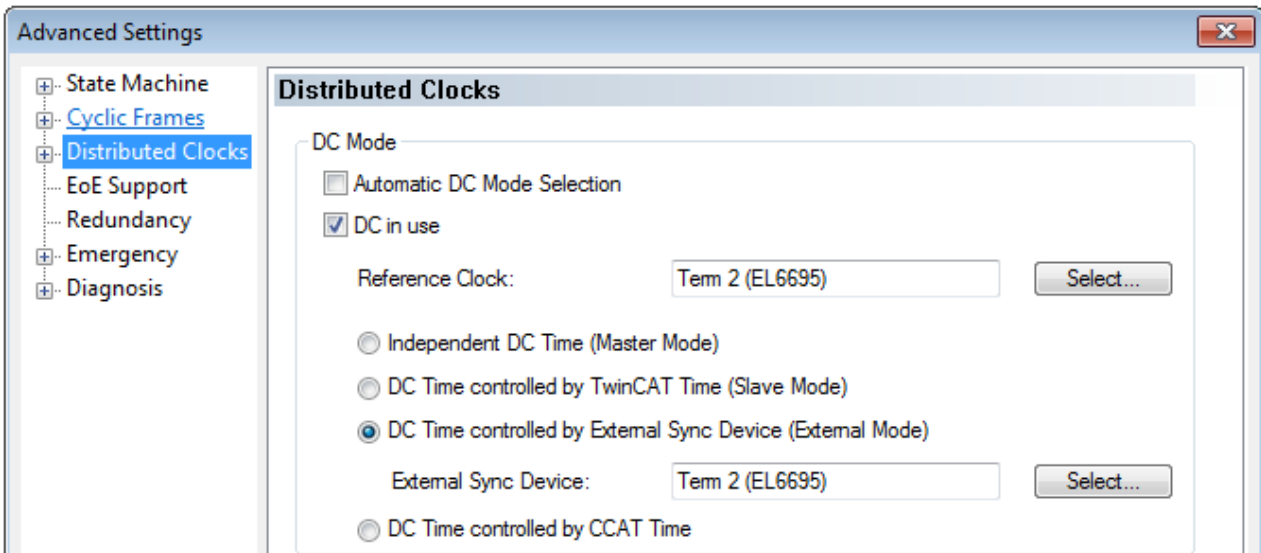 Advanced Settings
State Machine
Cyclic Frames
Distributed Clocks
EoE Support
Redundancy
Emergency
Diagnosis
Distributed Clocks
DC Mode
Automatic DC Mode Selection
DC in use
Reference Clock: Term 2 (EL6695) Select...
Independent DC Time (Master Mode)
DC Time controlled by TwinCAT Time (Slave Mode)
DC Time controlled by External Sync Device (External Mode)
External Sync Device: Term 2 (EL6695) Select...
DC Time controlled by CCAT Time